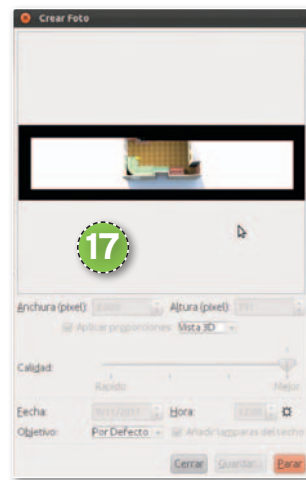 Crear Foto
17
Anchura (pixel): Altura (pixel):
Aplicar proporciones: Vista 3D
Calidad:
Rápido Mejor
Fecha: Hora:
Objetivo: Por Defecto Añadir lámparas del techo
Cerrar Guardar... Parar